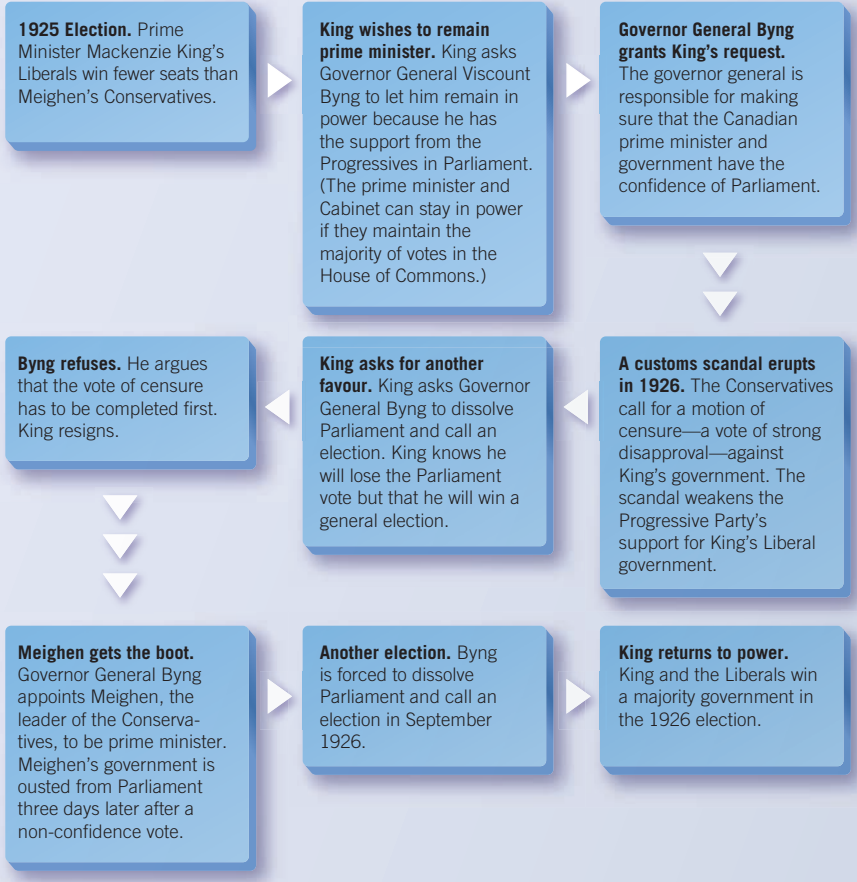 1925 Election. Prime
Minister Mackenzie King's
Liberals win fewer seats than
Meighen's Conservatives.
King wishes to remain
prime minister. King asks
Governor General Viscount
Byng to let him remain in
power because he has
the support from the
Progressives in Parliament.
(The prime minister and
Cabinet can stay in power
if they maintain the
majority of votes in the
House of Commons.)
Governor General Byng
grants King's request.
The governor general is
responsible for making
sure that the Canadian
prime minister and
government have the
confidence of Parliament.
A customs scandal erupts
in 1926. The Conservatives
call for a motion of
censure—a vote of strong
disapproval—against
King's government. The
scandal weakens the
Progressive Party's
support for King's Liberal
government.
King asks for another
favour. King asks Governor
General Byng to dissolve
Parliament and call an
election. King knows he
will lose the Parliament
vote but that he will win a
general election.
Byng refuses. He argues
that the vote of censure
has to be completed first.
King resigns.
Meighen gets the boot.
Governor General Byng
appoints Meighen, the
leader of the Conserva-
tives, to be prime minister.
Meighen's government is
ousted from Parliament
three days later after a
non-confidence vote.
Another election. Byng
is forced to dissolve
Parliament and call an
election in September
1926.
King returns to power.
King and the Liberals win
a majority government in
the 1926 election.